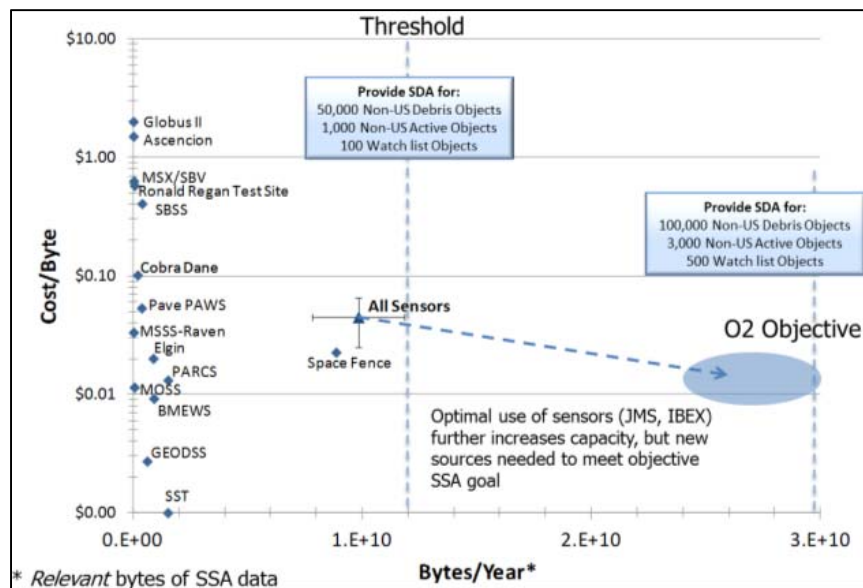 Threshold
$10.00
Provide SDA for:
50,000 Non-US Debris Objects
1,000 Non-US Active Objects
100 Watch list Objects
Globus II
Ascencion
$1.00
MSX/SBV
Ronald Regan Test Site
SBSS
Provide SDA for:
100,000 Non-US Debris Objects
3,000 Non-US Active Objects
500 Watch list Objects
Cost/Byte
Cobra Dane
$0.10
Pave PAWS
All Sensors
MSSS-Raven
O2 Objective
Elgin
Space Fence
PARCS
MOSS
$0.01
BMEWS
Optimal use of sensors (JMS, IBEX)
further increases capacity, but new
sources needed to meet objective
SSA goal
GEODSS
SST
$0.00
0.E+00
1.E+10
2.E+10
3.E+10
Bytes/Year*
* Relevant bytes of SSA data